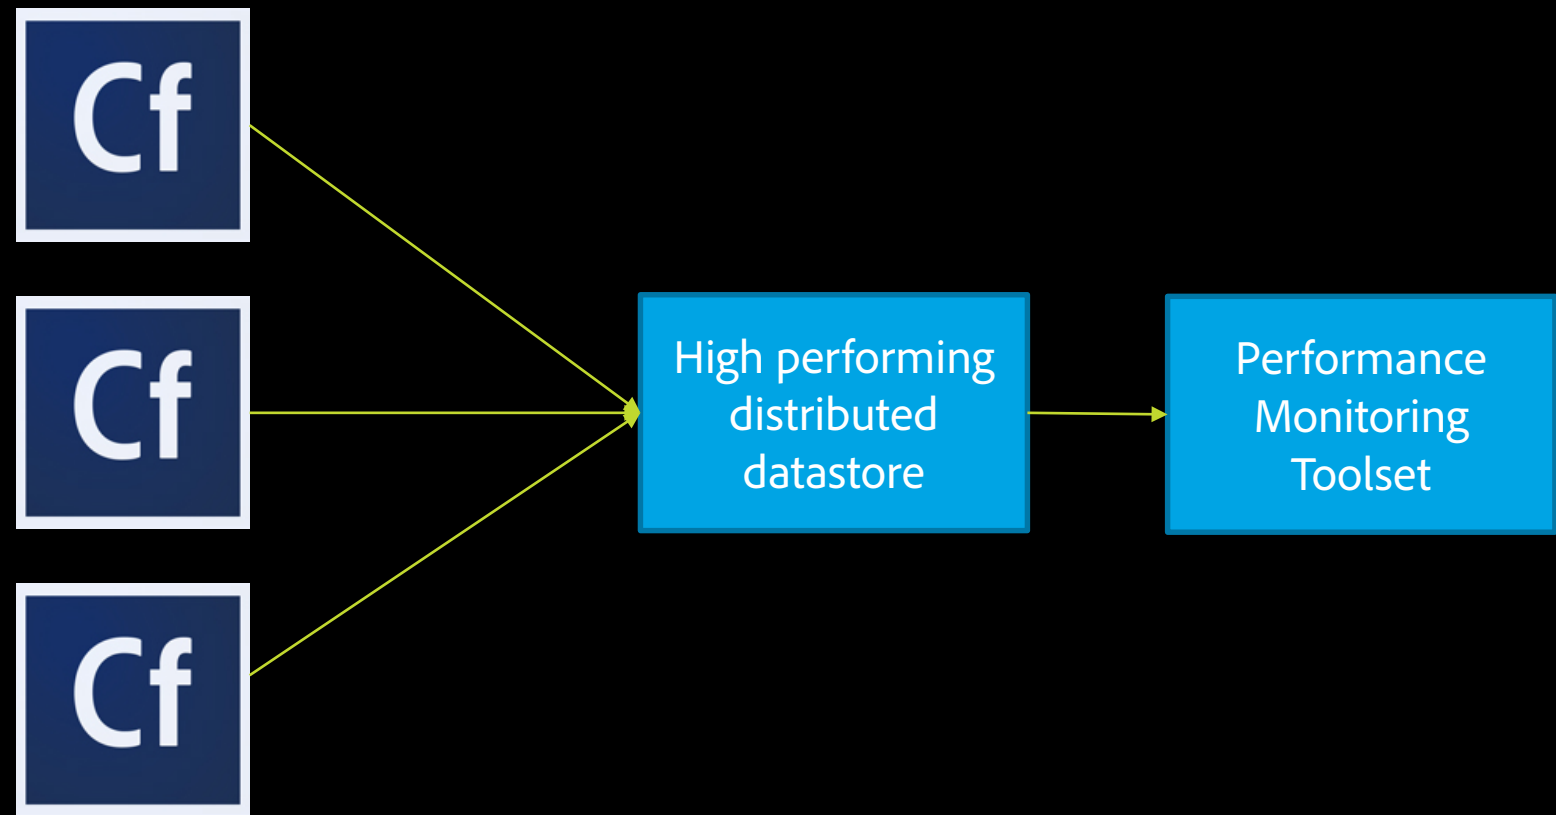 Cf
Cf
Cf
High performing
distributed
datastore
Performance
Monitoring
Toolset